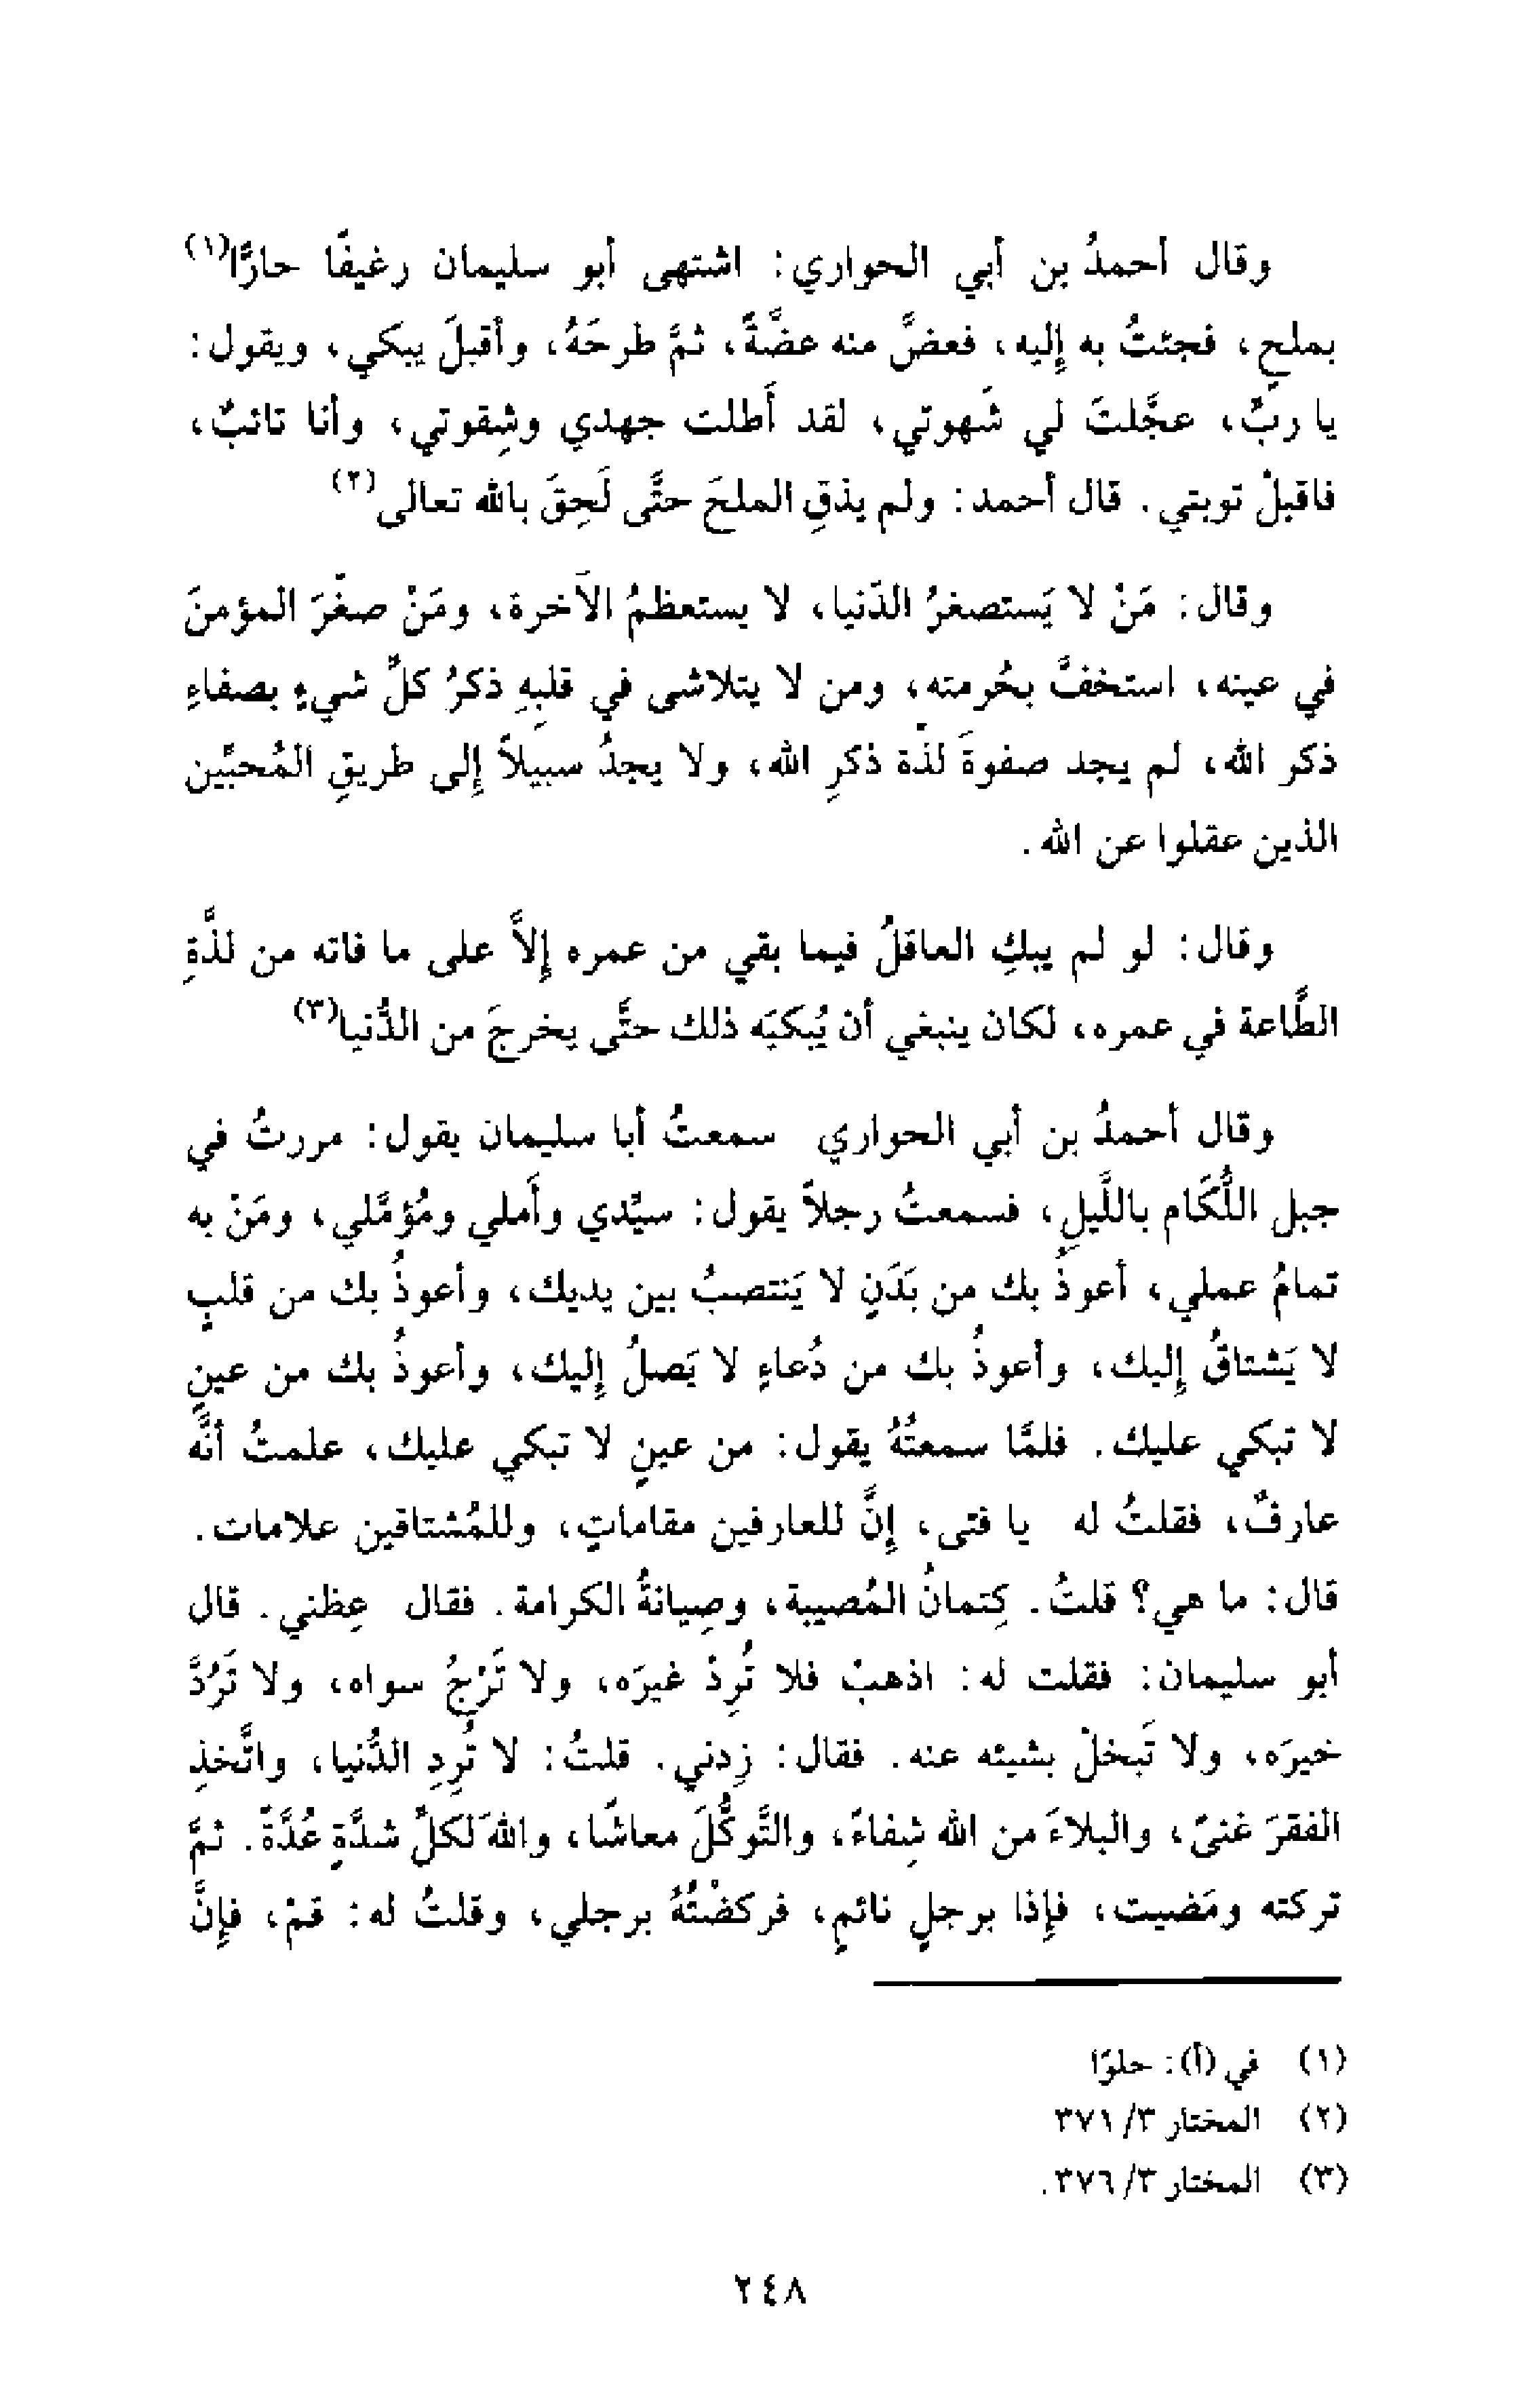 وقال أحمدُ بن أبي الحواري: اشتهى أبو سليمان رغيفًا حارًّا(١)
بملحٍ، فجئتُ به إليه، فعضَّ منه عضَّةً، ثمَّ طرحَهُ، وأقبلَ يبكي، ويقول:
يا ربِّ، عجَّلتَ لي شَهوتي، لقد أَطلت جهدي وشِقوتي، وأنا تائبٌ،
فاقبلْ توبتي. قال أحمد: ولم يذقِ الملحَ حتَّى لَحِقَ بالله تعالى(٢)
وقال: مَنْ لا يَستصغرُ الدّنيا، لا يستعظمُ الآخرة، ومَنْ صغّرَ المؤمنَ
في عينه، استخفَّ بحُرمته، ومن لا يتلاشى في قلبِهِ ذكرُ كلِّ شيءٍ بصفاءِ
ذكر الله، لم يجد صفوةَ لذّة ذكرِ الله، ولا يجدُ سبيلاً إلى طريقِ المُحبِّين
الذين عقلوا عن الله.
وقال: لو لم يبكِ العاقلُ فيما بقي من عمره إلاَّ على ما فاته من لذَّةِ
الطَّاعة في عمره، لكان ينبغي أن يُبكيَه ذلك حتَّى يخرجَ من الدُّنيا(٣)
وقال أحمدُ بن أبي الحواري سمعتُ أبا سليمان يقول: مررتُ في
جبل اللُّكَام باللَّيلِ، فسمعتُ رجلاً يقول: سيِّدي وأَملي ومُؤمَّلي، ومَنْ به
تمامُ عملي، أعوذُ بك من بَدَنٍ لا يَنتصبُ بين يديك، وأعوذُ بك من قلبٍ
لا يَشتاقُ إليك، وأعوذُ بك من دُعاءٍ لا يَصلُ إليك، وأعوذُ بك من عينٍ
لا تبكي عليك. فلمَّا سمعتُهُ يقول: من عينٍ لا تبكي عليك، علمتُ أنَّه
عارفٌ، فقلتُ له يا فتى، إنَّ للعارفين مقاماتٍ، وللمُشتاقين علامات.
قال: ما هي؟ قلتُ. كِتمانُ المُصيبة، وصِيانةُ الكرامة. فقال عِظني. قال
أبو سليمان: فقلت له: اذهبْ فلا تُرِدْ غيرَه، ولا تَرْجُ سواه، ولا تَرُدَّ
خيرَه، ولا تَبخلْ بشيئه عنه. فقال: زِدني. قلتُ: لا تُرِدِ الدُّنيا، واتَّخذِ
الفقرَ غنىً، والبلاءَ من الله شِفاءً، والتَّوكُّلَ معاشًا، واللهَ لكلِّ شدَّةٍ عُدَّةً. ثمَّ
تركته ومَضيت، فإذا برجلٍ نائمٍ، فركضْتُهُ برجلي، وقلتُ له: قمْ، فإنَّ
(١) في (أ): حلوًا
(٢) المختار ٣/ ٣٧١
(٣) المختار ٣/ ٣٧٦.
٢٤٨